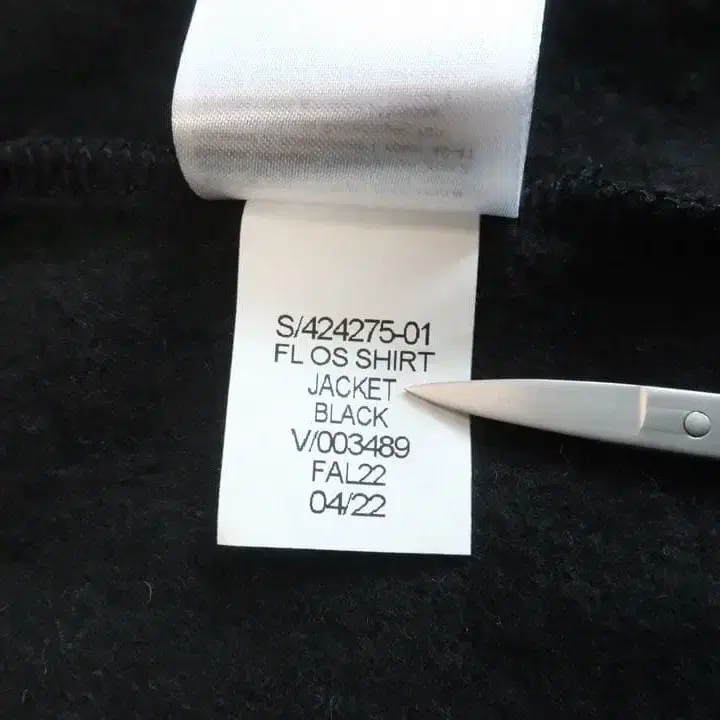 S/424275-01
FL OS SHIRT
JACKET
BLACK
V/003489
FAL22
04/22